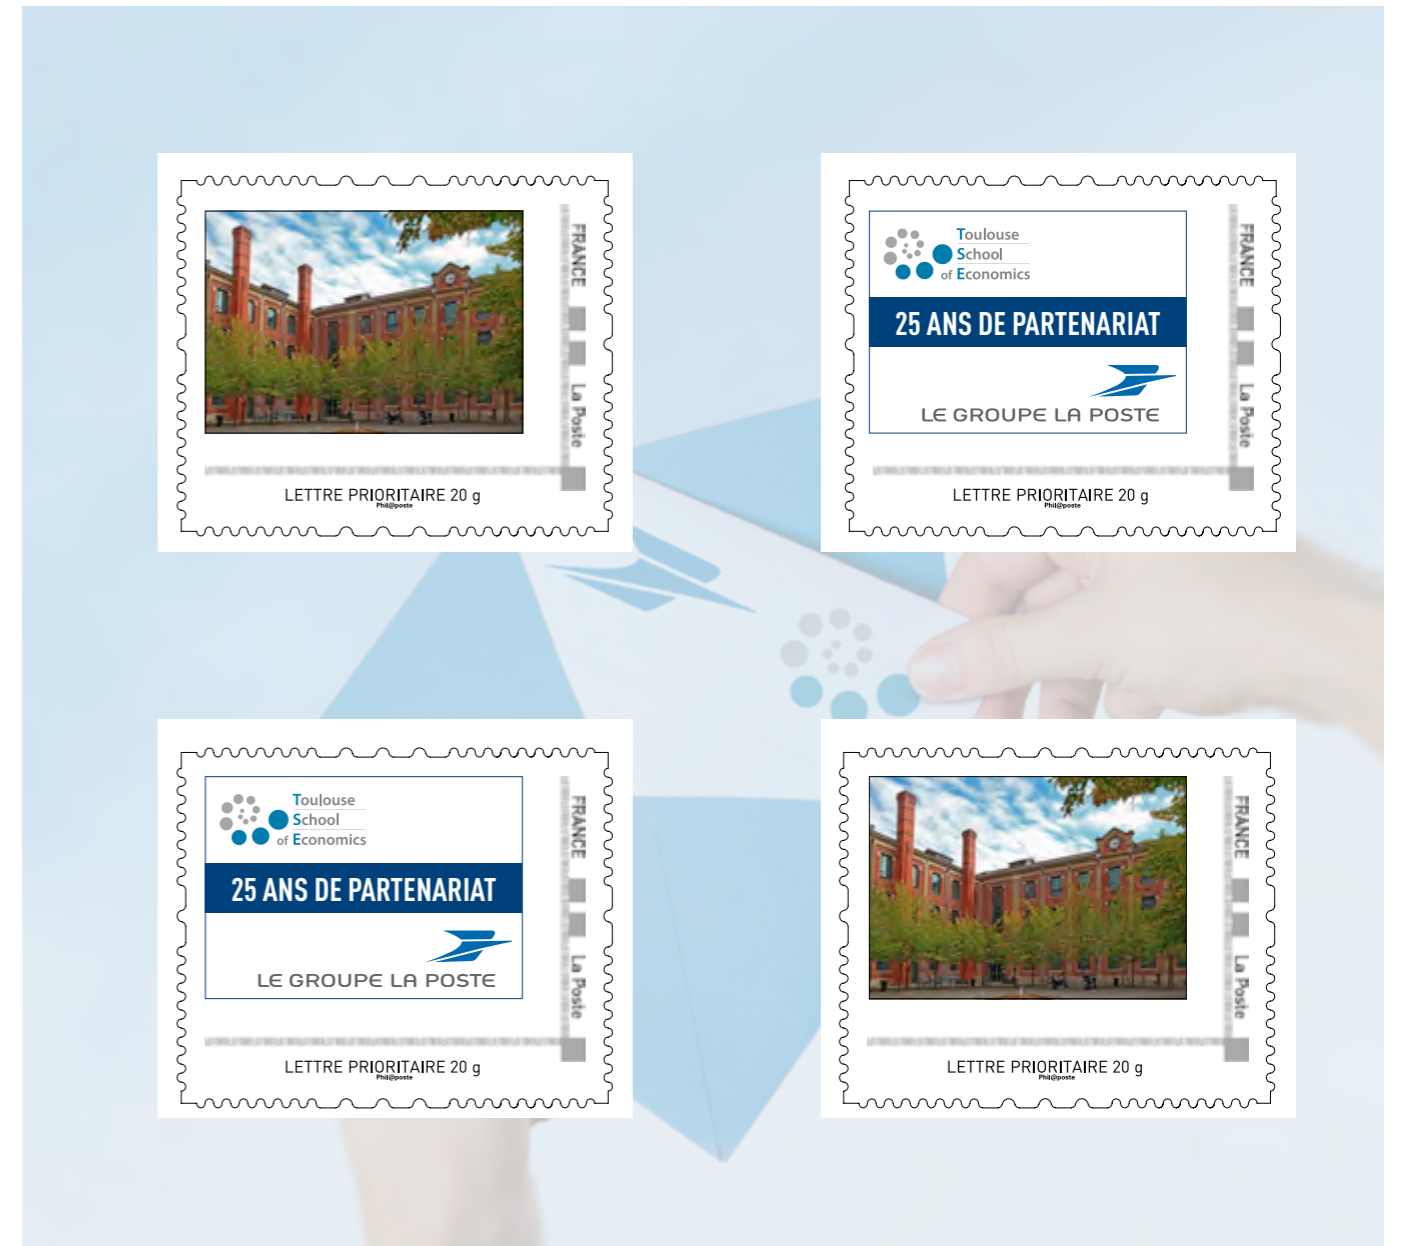 FRANCE
La Poste
LETTRE PRIORITAIRE 20 g
Phil@poste
Toulouse
School
of Economics
25 ANS DE PARTENARIAT
LE GROUPE LA POSTE
FRANCE
La Poste
LETTRE PRIORITAIRE 20 g
Phil@poste
Toulouse
School
of Economics
25 ANS DE PARTENARIAT
LE GROUPE LA POSTE
FRANCE
La Poste
LETTRE PRIORITAIRE 20 g
Phil@poste
FRANCE
La Poste
LETTRE PRIORITAIRE 20 g
Phil@poste